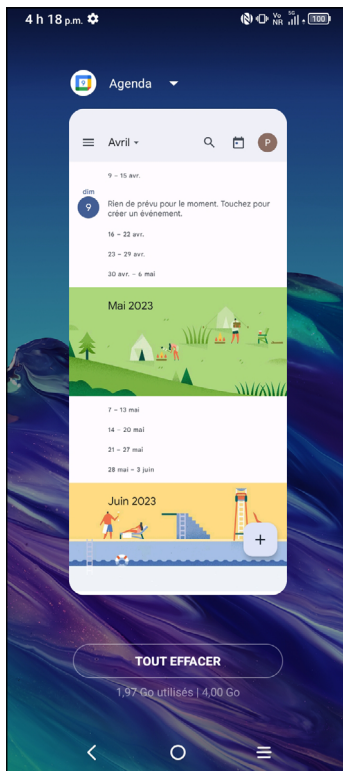 4 h 18 p.m. Vo NR 5G 100
Agenda
Avril P
9 – 15 avr.
dim
9 Rien de prévu pour le moment. Touchez pour
créer un événement.
16 – 22 avr.
23 – 29 avr.
30 avr. – 6 mai
Mai 2023
7 – 13 mai
14 – 20 mai
21 – 27 mai
28 mai – 3 juin
Juin 2023
+
TOUT EFFACER
1,97 Go utilisés | 4,00 Go